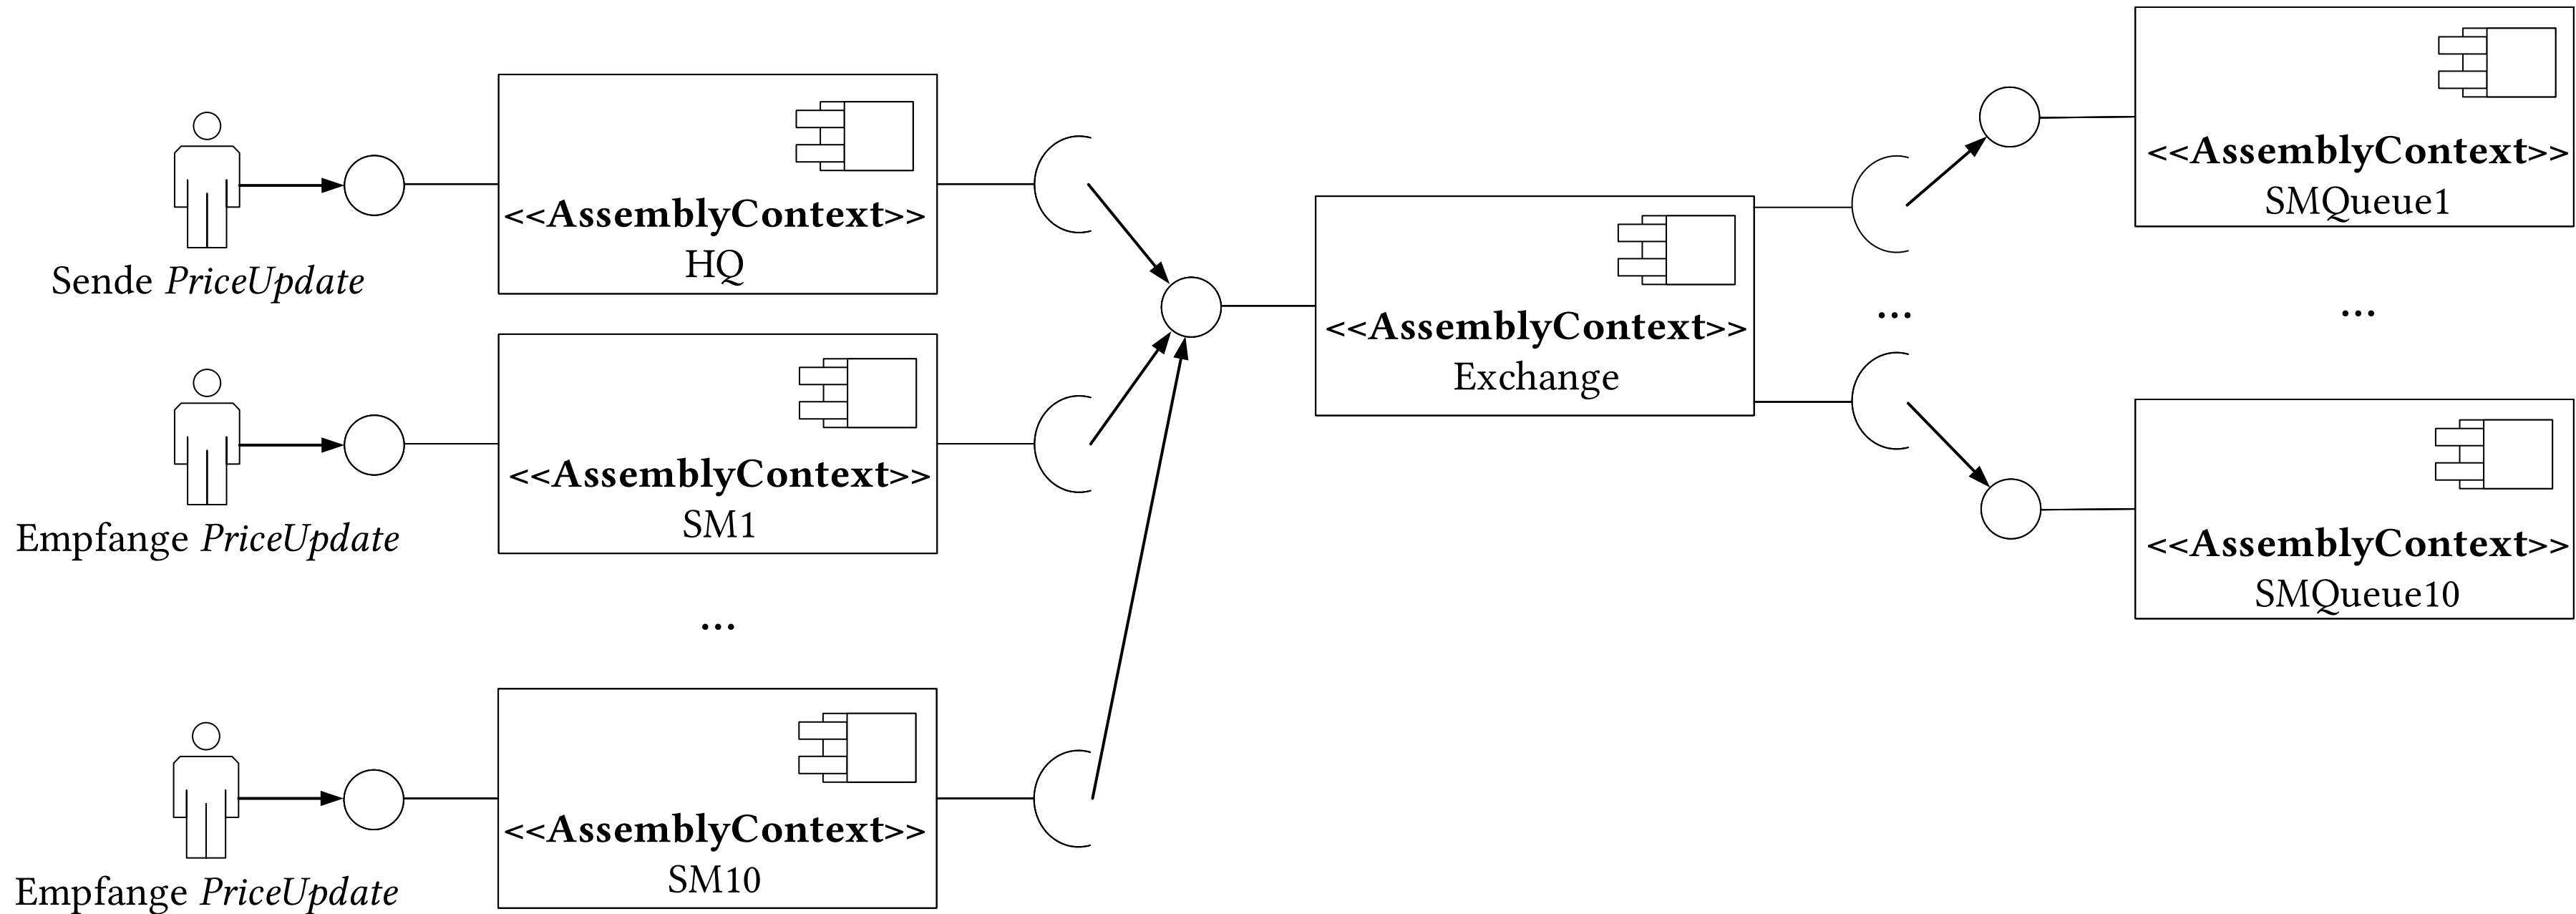 Sende PriceUpdate
<<AssemblyContext>>
HQ
Empfange PriceUpdate
<<AssemblyContext>>
SM1
...
Empfange PriceUpdate
<<AssemblyContext>>
SM10
<<AssemblyContext>>
Exchange
...
<<AssemblyContext>>
SMQueue1
...
<<AssemblyContext>>
SMQueue10